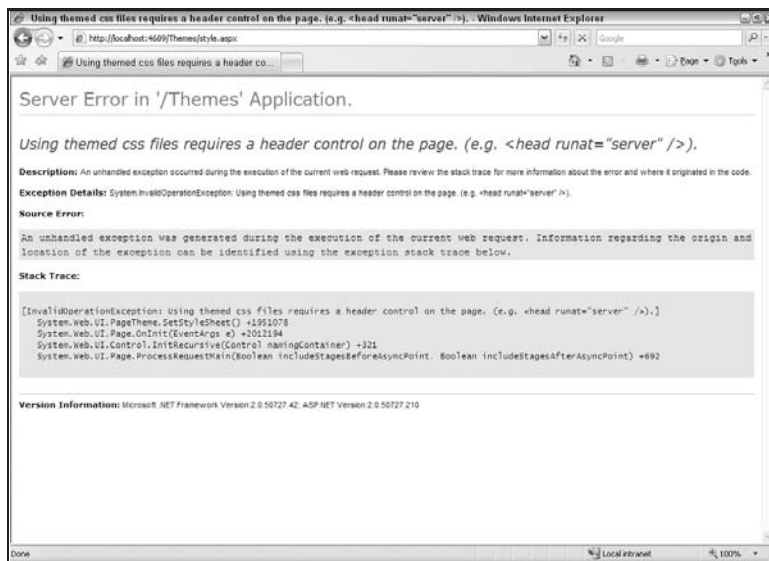 Using themed css files requires a header control on the page. (e.g. <head runat="server" />). - Windows Internet Explorer
http://localhost:4609/Themes/style.aspx
Google
Using themed css files requires a header co...
Page
Tools
Server Error in '/Themes' Application.
Using themed css files requires a header control on the page. (e.g. <head runat="server" />).
Description: An unhandled exception occurred during the execution of the current web request. Please review the stack trace for more information about the error and where it originated in the code.
Exception Details: System.InvalidOperationException: Using themed css files requires a header control on the page. (e.g. <head runat="server" />).
Source Error:
An unhandled exception was generated during the execution of the current web request. Information regarding the origin and
location of the exception can be identified using the exception stack trace below.
Stack Trace:
[InvalidOperationException: Using themed css files requires a header control on the page. (e.g. <head runat="server" />).]
System.Web.UI.PageTheme.SetStyleSheet() +1951078
System.Web.UI.Page.OnInit(EventArgs e) +2012194
System.Web.UI.Control.InitRecursive(Control namingContainer) +321
System.Web.UI.Page.ProcessRequestMain(Boolean includeStagesBeforeAsyncPoint, Boolean includeStagesAfterAsyncPoint) +692
Version Information: Microsoft .NET Framework Version:2.0.50727.42; ASP.NET Version:2.0.50727.210
Done
Local intranet
100%